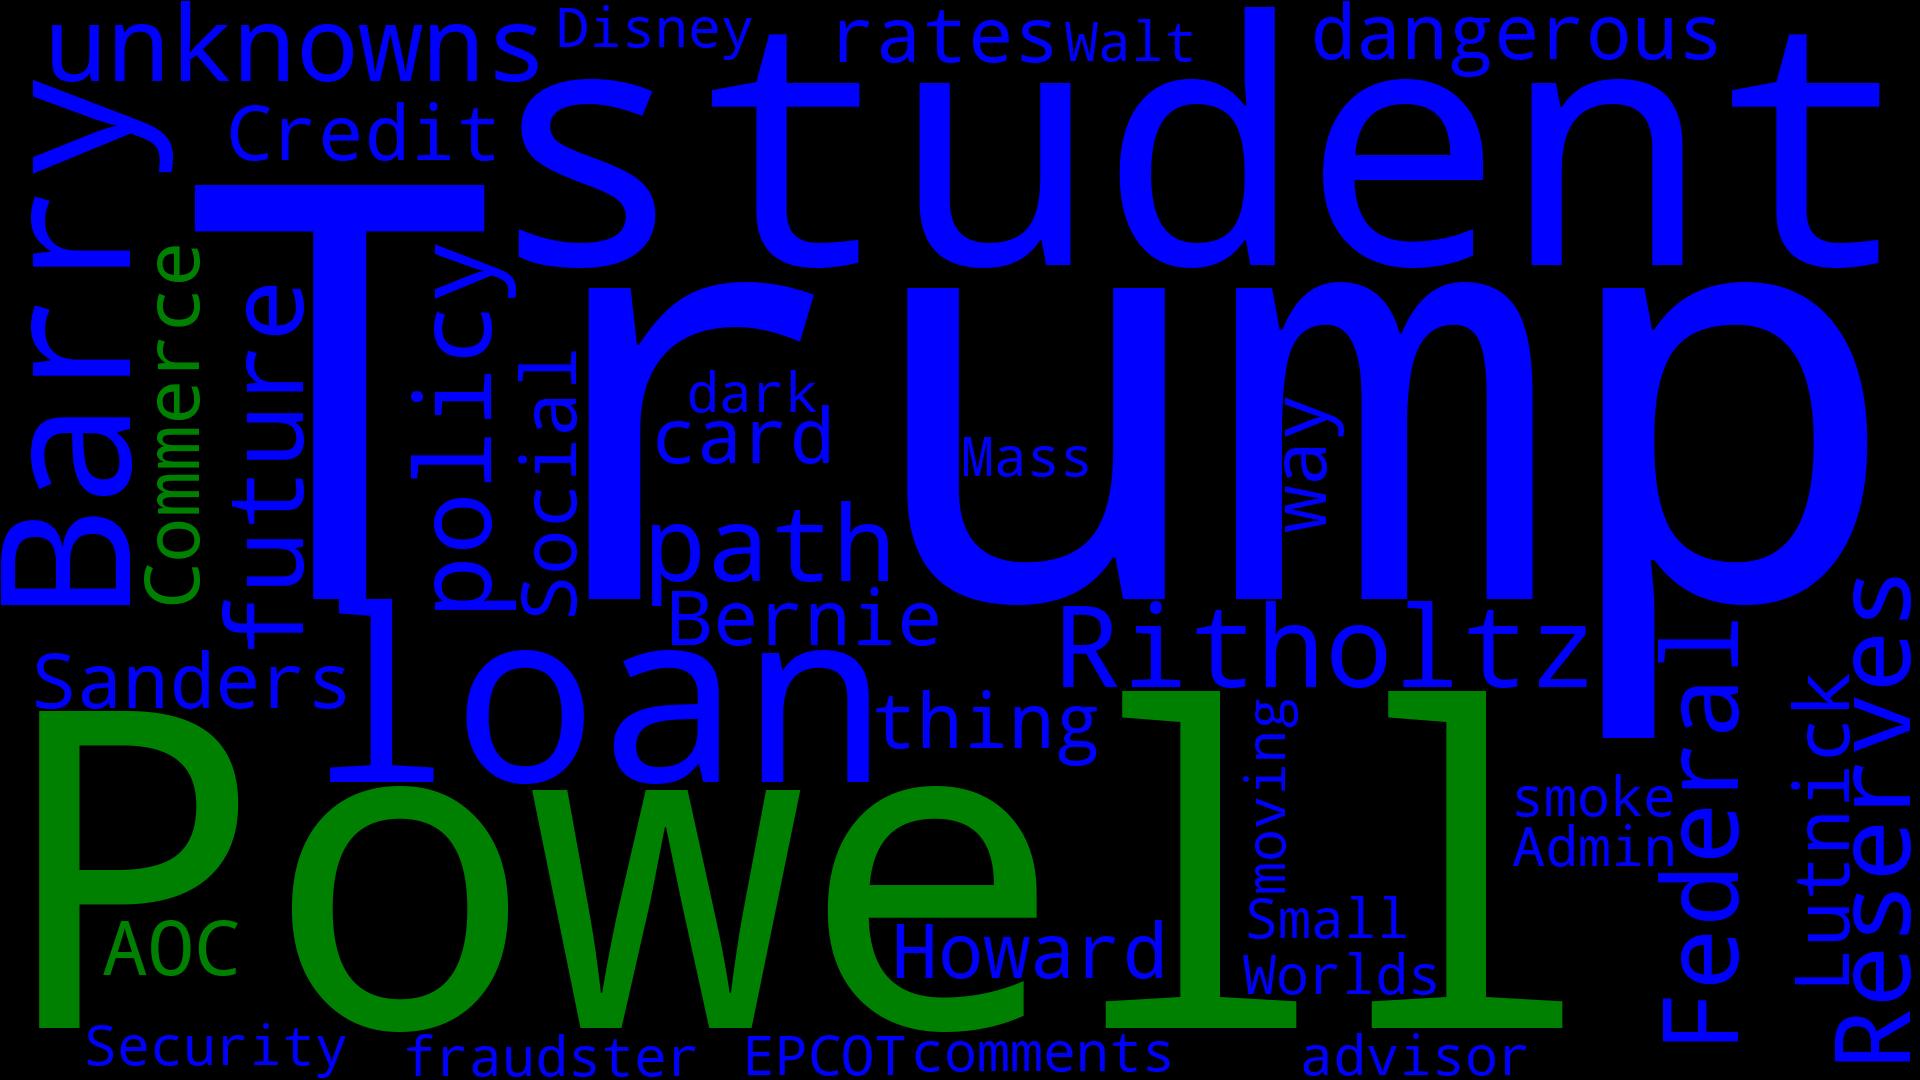 unknowns
Disney
rates
Walt
dangerous
Credit
student
Barry
Trump
Commerce
future
policy
Social
dark
card
Mass
way
path
Bernie
Ritholtz
Sanders
loan
thing
Powell
moving
Federal
Lutnick
Reserves
smoke
Admin
AOC
Howard
Small
Worlds
Security
fraudster
EPCOT
comments
advisor